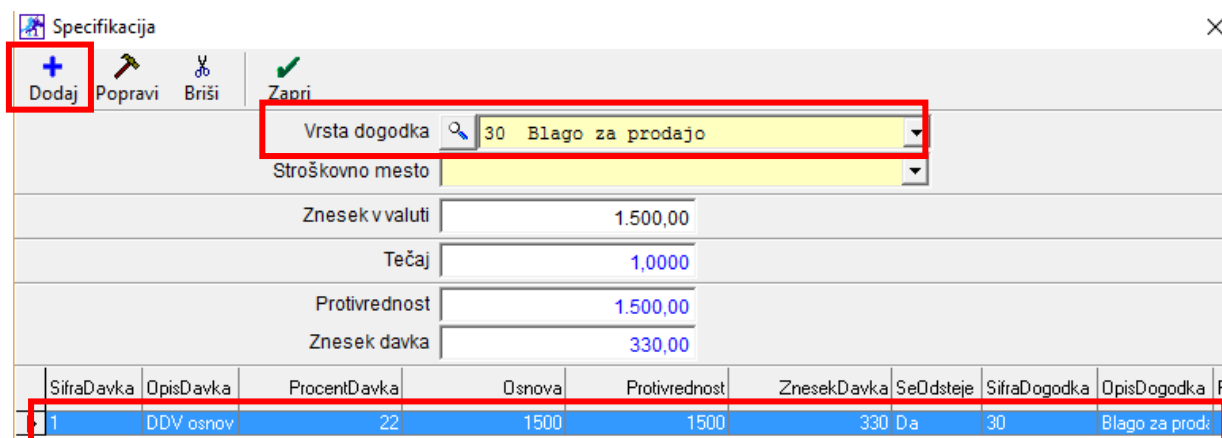 Specifikacija
Dodaj Popravi Briši Zapri
Vrsta dogodka 30 Blago za prodajo
Stroškovno mesto
Znesek v valuti 1.500,00
Tečaj 1,0000
Protivrednost 1.500,00
Znesek davka 330,00
SifraDavka OpisDavka ProcentDavka Osnova Protivrednost ZnesekDavka SeOdsteje SifraDogodka OpisDogodka
1 DDV osnov 22 1500 1500 330 Da 30 Blago za proda